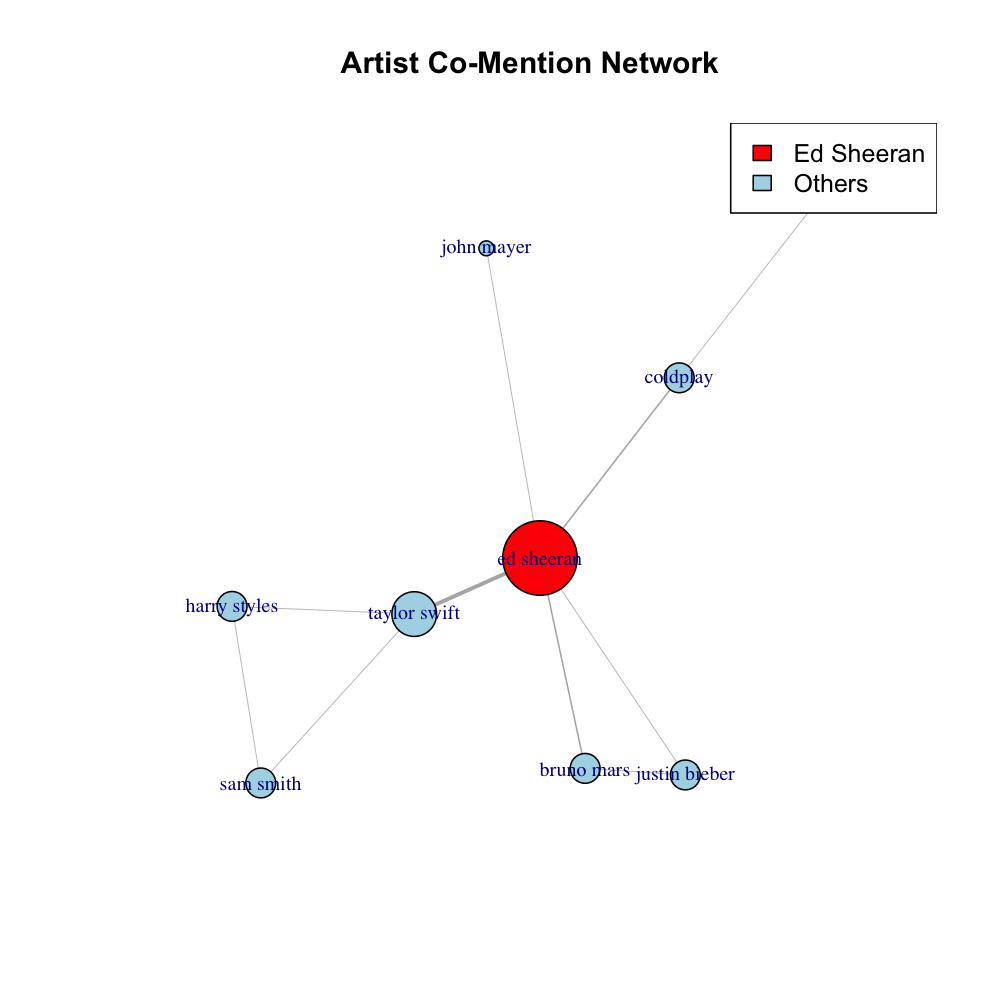 Artist Co-Mention Network
Ed Sheeran
Others
john mayer
coldplay
ed sheeran
harry styles
taylor swift
bruno mars
justin bieber
sam smith